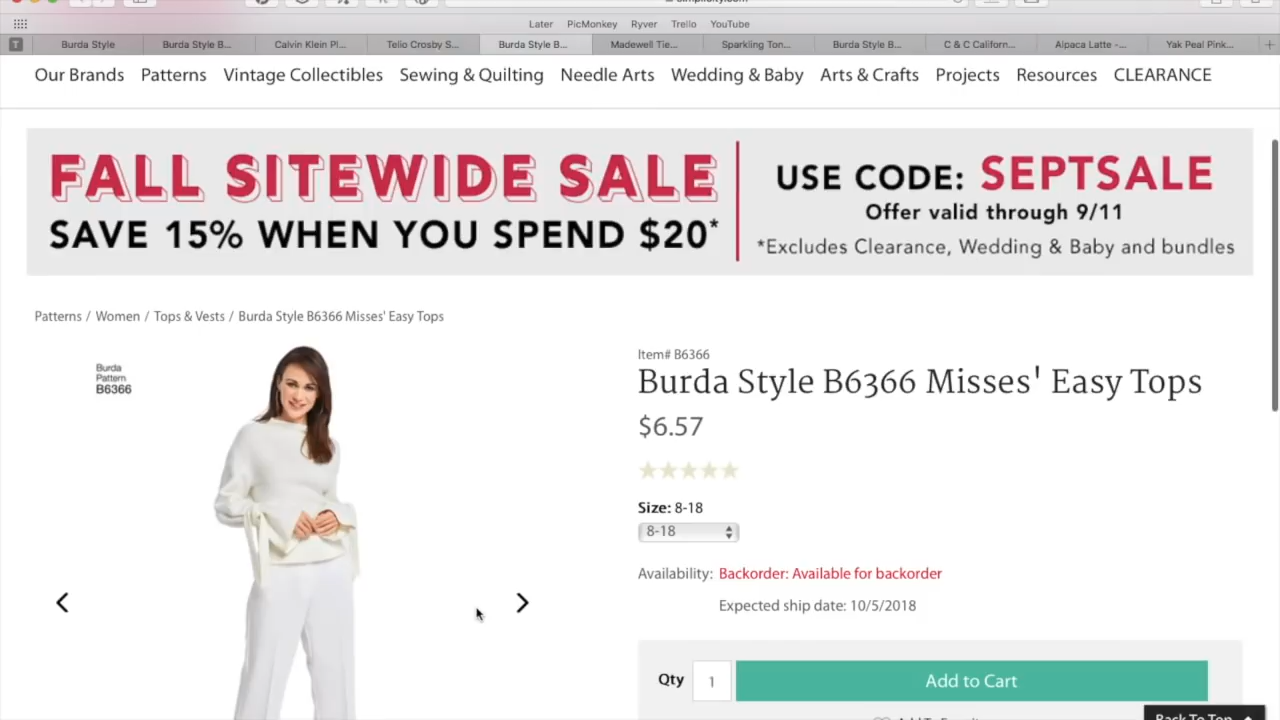 Later PicMonkey Ryver Trello YouTube
T Burda Style Burda Style B... Calvin Klein Pl... Telio Crosby S... Burda Style B... Madewell Tie... Sparkling Ton... Burda Style B... C & C Californ... Alpaca Latte -... Yak Peal Pink...
Our Brands Patterns Vintage Collectibles Sewing & Quilting Needle Arts Wedding & Baby Arts & Crafts Projects Resources CLEARANCE
FALL SITEWIDE SALE
SAVE 15% WHEN YOU SPEND $20*
USE CODE: SEPTSALE
Offer valid through 9/11
*Excludes Clearance, Wedding & Baby and bundles
Patterns / Women / Tops & Vests / Burda Style B6366 Misses' Easy Tops
Burda
Pattern
B6366
Item# B6366
Burda Style B6366 Misses' Easy Tops
$6.57
Size: 8-18
8-18
Availability: Backorder: Available for backorder
Expected ship date: 10/5/2018
Qty 1 Add to Cart
Back To Top